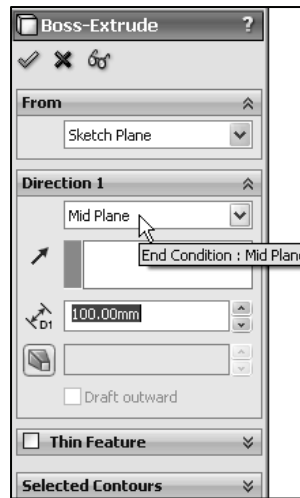 Boss-Extrude ?
From
Sketch Plane
Direction 1
Mid Plane
End Condition : Mid Plane
D1 100.00mm
Draft outward
Thin Feature
Selected Contours